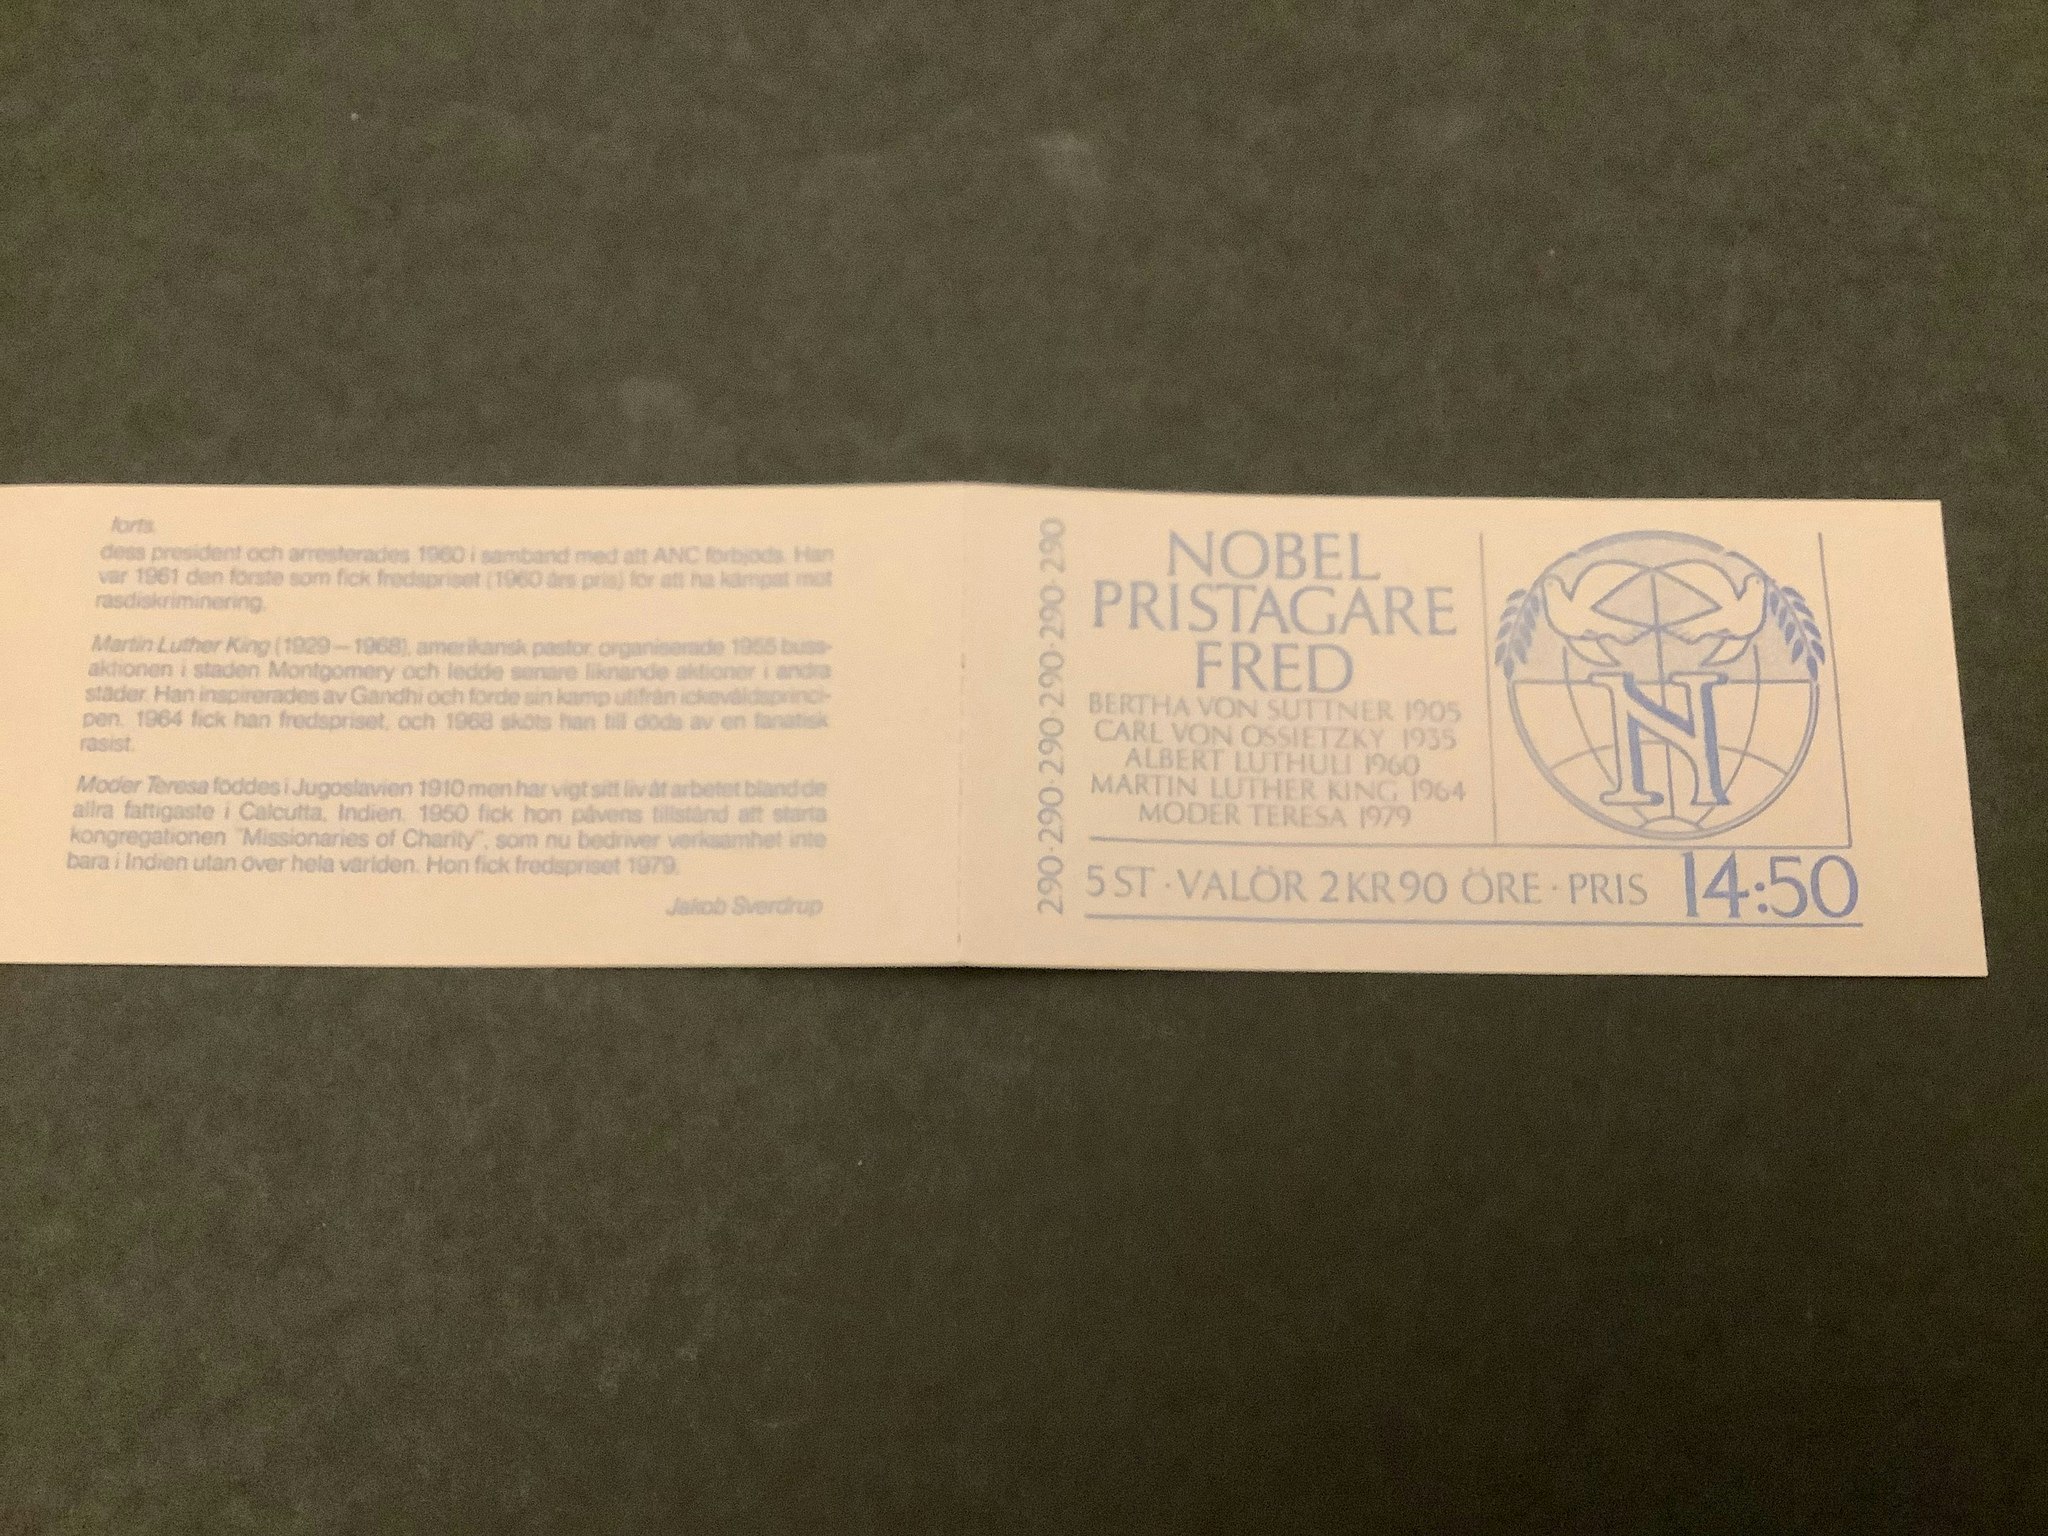 forts.
dess president och arresterades 1960 i samband med att ANC förbjöds. Han
var 1961 den förste som fick fredspriset (1960 års pris) för att ha kämpat mot
rasdiskriminering.
Martin Luther King (1929–1968), amerikansk pastor, organiserade 1955 buss-
aktionen i staden Montgomery och ledde senare liknande aktioner i andra
städer. Han inspirerades av Gandhi och förde sin kamp utifrån ickevåldsprinci-
pen. 1964 fick han fredspriset, och 1968 sköts han till döds av en fanatisk
rasist.
Moder Teresa föddes i Jugoslavien 1910 men har vigt sitt liv åt arbetet bland de
allra fattigaste i Calcutta, Indien. 1950 fick hon påvens tillstånd att starta
kongregationen "Missionaries of Charity", som nu bedriver verksamhet inte
bara i Indien utan över hela världen. Hon fick fredspriset 1979.
Jakob Sverdrup
290·290·290 290·290·290
NOBEL
PRISTAGARE
FRED
BERTHA VON SUTTNER 1905
CARL VON OSSIETZKY 1935
ALBERT LUTHULI 1960
MARTIN LUTHER KING 1964
MODER TERESA 1979
N
5 ST · VALÖR 2 KR 90 ÖRE · PRIS 14:50